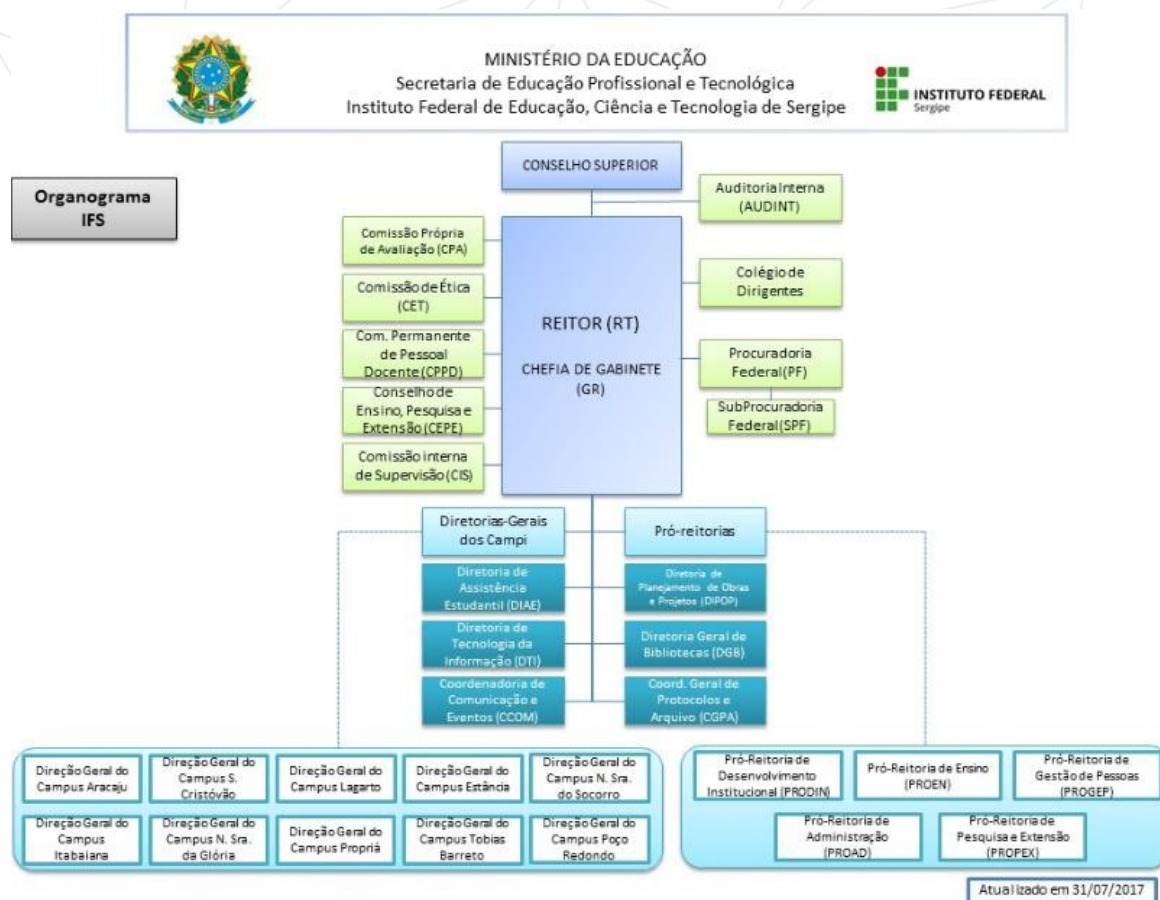 MINISTÉRIO DA EDUCAÇÃO
Secretaria de Educação Profissional e Tecnológica
Instituto Federal de Educação, Ciência e Tecnologia de Sergipe
INSTITUTO FEDERAL
Sergipe
Organograma
IFS
CONSELHO SUPERIOR
Auditoria Interna
(AUDINT)
Comissão Própria
de Avaliação (CPA)
Comissão de Ética
(CET)
Com. Permanente
de Pessoal
Docente (CPPD)
Conselho de
Ensino, Pesquisa e
Extensão (CEPE)
Comissão interna
de Supervisão (CIS)
REITOR (RT)
CHEFIA DE GABINETE
(GR)
Colégio de
Dirigentes
Procuradoria
Federal (PF)
SubProcuradoria
Federal (SPF)
Diretorias-Gerais
dos Campi
Pró-reitorias
Diretoria de
Assistência
Estudantil (DIAE)
Diretoria de
Planejamento de Obras
e Projetos (DIPOP)
Diretoria de
Tecnologia da
Informação (DTI)
Diretoria Geral de
Bibliotecas (DGB)
Coordenadoria de
Comunicação e
Eventos (CCOM)
Coord. Geral de
Protocolos e
Arquivo (CGPA)
Direção Geral do
Campus Aracaju
Direção Geral do
Campus S.
Cristóvão
Direção Geral do
Campus Lagarto
Direção Geral do
Campus Estância
Direção Geral do
Campus N. Sra.
do Socorro
Direção Geral do
Campus
Itabaiana
Direção Geral do
Campus N. Sra.
da Glória
Direção Geral do
Campus Propriá
Direção Geral do
Campus Tobias
Barreto
Direção Geral do
Campus Poço
Redondo
Pró-Reitoria de
Desenvolvimento
Institucional (PRODIN)
Pró-Reitoria de Ensino
(PROEN)
Pró-Reitoria de
Gestão de Pessoas
(PROGEP)
Pró-Reitoria de
Administração
(PROAD)
Pró-Reitoria de
Pesquisa e Extensão
(PROPEX)
Atualizado em 31/07/2017